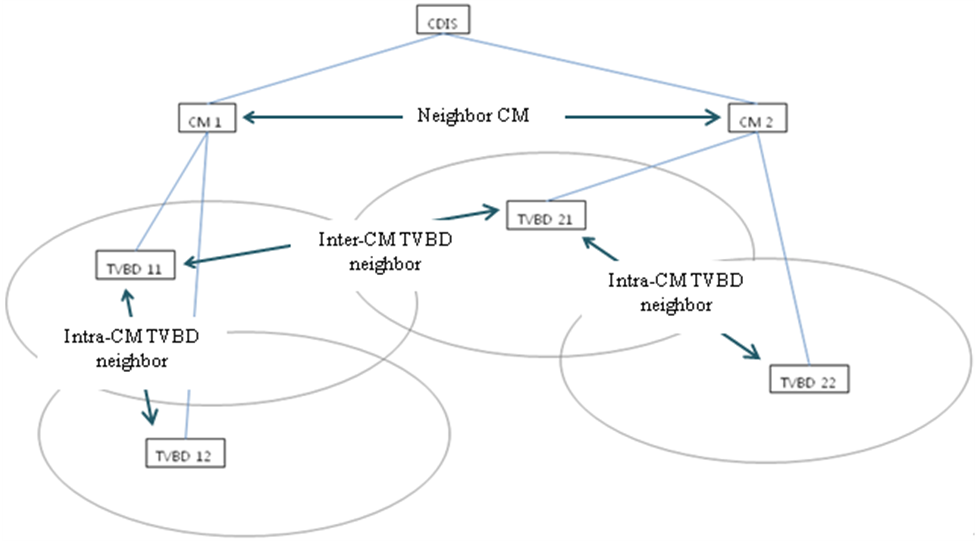 CDIS
CM 1
Neighbor CM
CM 2
TVBD 21
Inter-CM TVBD
neighbor
TVBD 11
Intra-CM TVBD
neighbor
Intra-CM TVBD
neighbor
TVBD 22
TVBD 12